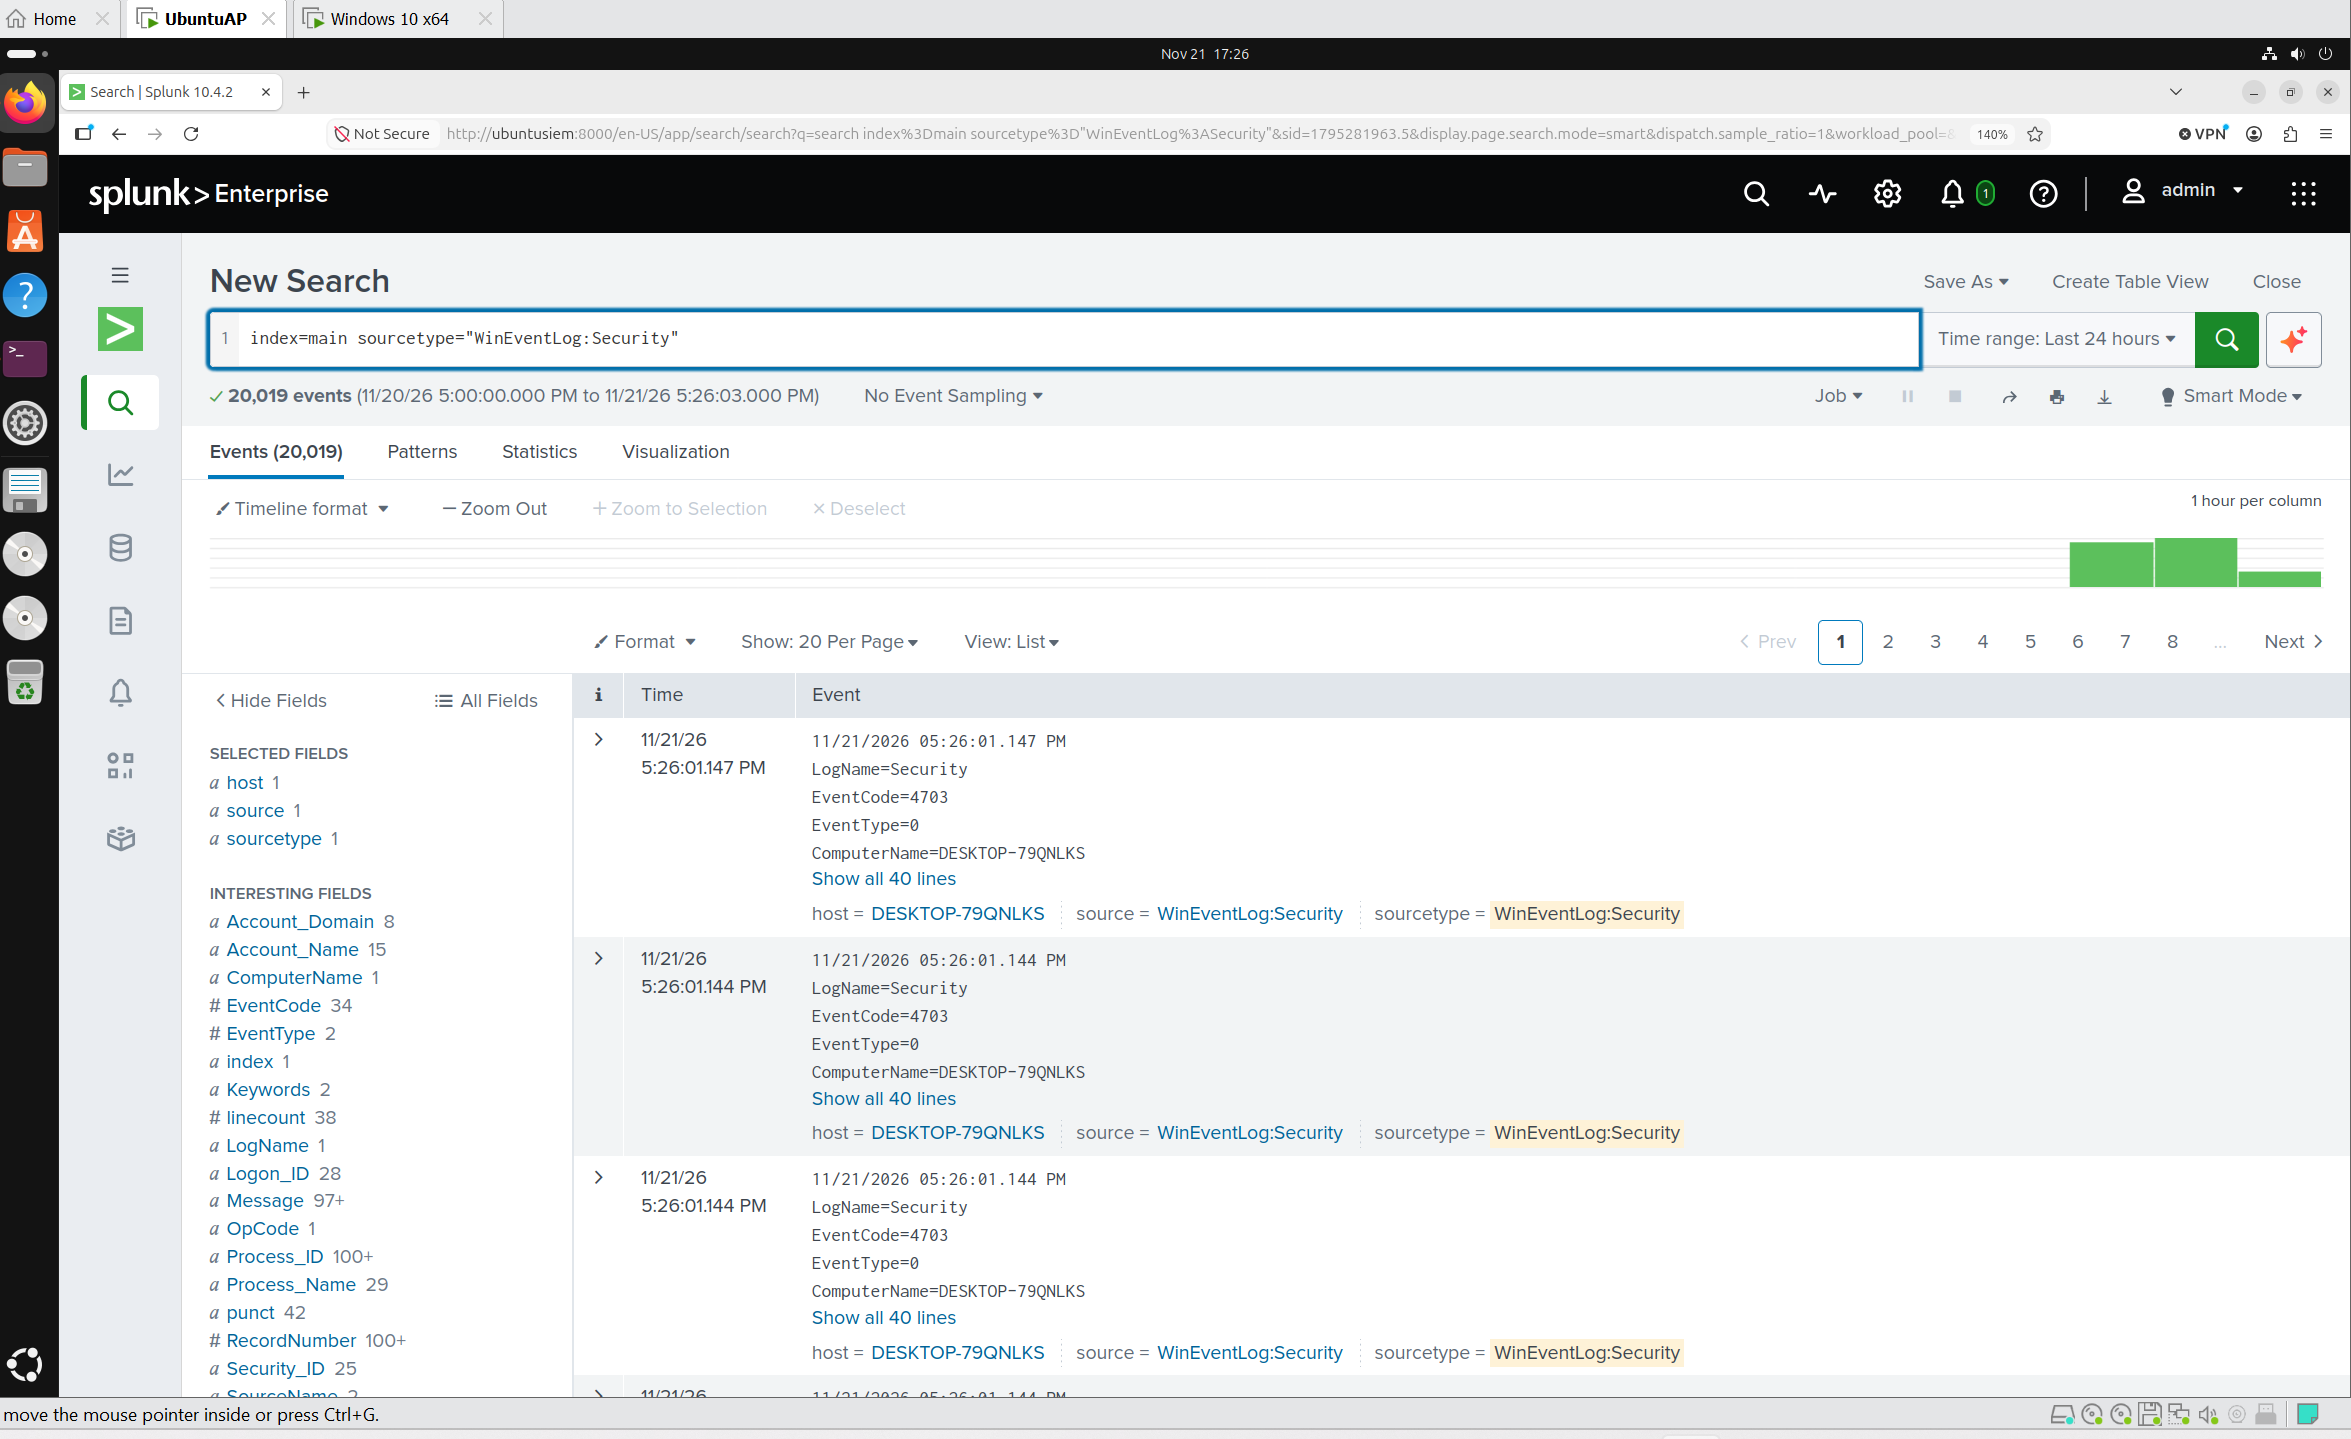 Home
UbuntuAP
Windows 10 x64
Nov 21 17:26
Search | Splunk 10.4.2
Not Secure
http://ubuntusiem:8000/en-US/app/search/search?q=search index%3Dmain sourcetype%3D"WinEventLog%3ASecurity"&sid=1795281963.5&display.page.search.mode=smart&dispatch.sample_ratio=1&workload_pool=&
140%
VPN
splunk>Enterprise
1
admin
New Search
Save As
Create Table View
Close
1 index=main sourcetype="WinEventLog:Security"
Time range: Last 24 hours
20,019 events (11/20/26 5:00:00.000 PM to 11/21/26 5:26:03.000 PM)
No Event Sampling
Job
Smart Mode
Events (20,019)
Patterns
Statistics
Visualization
Timeline format
Zoom Out
+ Zoom to Selection
× Deselect
1 hour per column
Format
Show: 20 Per Page
View: List
< Prev
1
2
3
4
5
6
7
8
...
Next >
< Hide Fields
All Fields
SELECTED FIELDS
a host 1
a source 1
a sourcetype 1
INTERESTING FIELDS
a Account_Domain 8
a Account_Name 15
a ComputerName 1
# EventCode 34
# EventType 2
a index 1
a Keywords 2
# linecount 38
a LogName 1
a Logon_ID 28
a Message 97+
a OpCode 1
a Process_ID 100+
a Process_Name 29
a punct 42
# RecordNumber 100+
a Security_ID 25
a SourceName 2
i
Time
Event
11/21/26
5:26:01.147 PM
11/21/2026 05:26:01.147 PM
LogName=Security
EventCode=4703
EventType=0
ComputerName=DESKTOP-79QNLKS
Show all 40 lines
host = DESKTOP-79QNLKS
source = WinEventLog:Security
sourcetype = WinEventLog:Security
11/21/26
5:26:01.144 PM
11/21/2026 05:26:01.144 PM
LogName=Security
EventCode=4703
EventType=0
ComputerName=DESKTOP-79QNLKS
Show all 40 lines
host = DESKTOP-79QNLKS
source = WinEventLog:Security
sourcetype = WinEventLog:Security
11/21/26
5:26:01.144 PM
11/21/2026 05:26:01.144 PM
LogName=Security
EventCode=4703
EventType=0
ComputerName=DESKTOP-79QNLKS
Show all 40 lines
host = DESKTOP-79QNLKS
source = WinEventLog:Security
sourcetype = WinEventLog:Security
11/21/26
11/21/2026 05:26:01.144 PM
move the mouse pointer inside or press Ctrl+G.